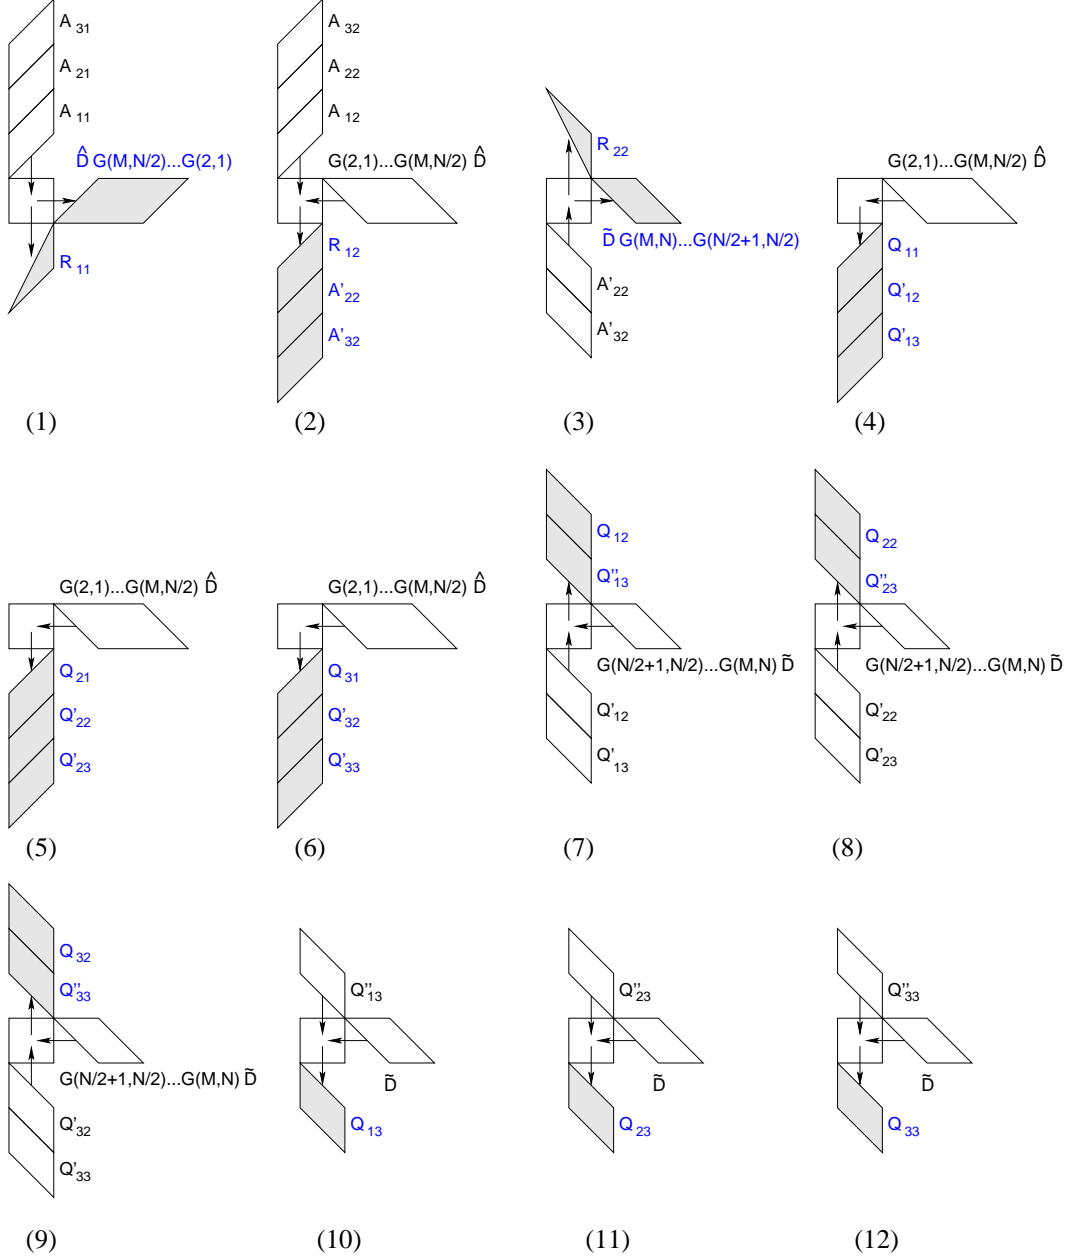 A 31
A 21
A 11
D̂ G(M,N/2)...G(2,1)
R 11
(1)
A 32
A 22
A 12
G(2,1)...G(M,N/2) D̂
R 12
A' 22
A' 32
(2)
R 22
D̃ G(M,N)...G(N/2+1,N/2)
A' 22
A' 32
(3)
G(2,1)...G(M,N/2) D̂
Q 11
Q' 12
Q' 13
(4)
G(2,1)...G(M,N/2) D̂
Q 21
Q' 22
Q' 23
(5)
G(2,1)...G(M,N/2) D̂
Q 31
Q' 32
Q' 33
(6)
Q 12
Q'' 13
G(N/2+1,N/2)...G(M,N) D̃
Q' 12
Q' 13
(7)
Q 22
Q'' 23
G(N/2+1,N/2)...G(M,N) D̃
Q' 22
Q' 23
(8)
Q 32
Q'' 33
G(N/2+1,N/2)...G(M,N) D̃
Q' 32
Q' 33
(9)
Q'' 13
D̃
Q 13
(10)
Q'' 23
D̃
Q 23
(11)
Q'' 33
D̃
Q 33
(12)